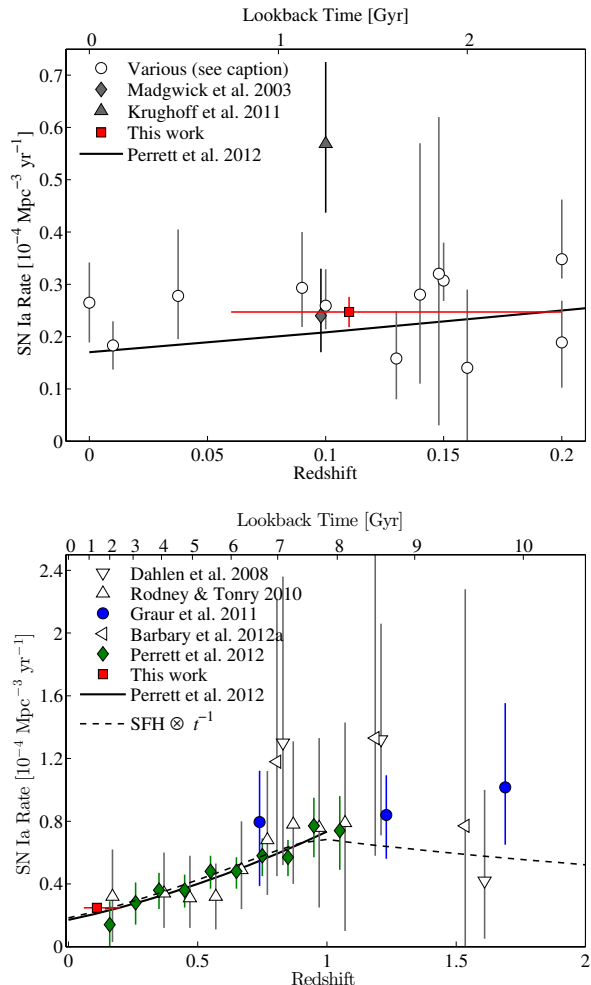 Lookback Time [Gyr]
0 1 2
SN Ia Rate [10⁻⁴ Mpc⁻³ yr⁻¹]
0.7
0.6
0.5
0.4
0.3
0.2
0.1
0
Various (see caption)
Madgwick et al. 2003
Krughoff et al. 2011
This work
Perrett et al. 2012
0 0.05 0.1 0.15 0.2
Redshift
Lookback Time [Gyr]
0 1 2 3 4 5 6 7 8 9 10
SN Ia Rate [10⁻⁴ Mpc⁻³ yr⁻¹]
2.4
2
1.6
1.2
0.8
0.4
0
Dahlen et al. 2008
Rodney & Tonry 2010
Graur et al. 2011
Barbary et al. 2012a
Perrett et al. 2012
This work
Perrett et al. 2012
SFH ⊗ t⁻¹
0 0.5 1 1.5 2
Redshift